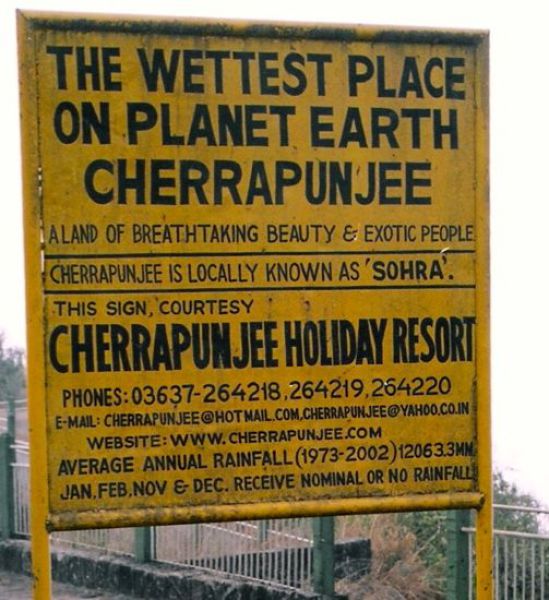 THE WETTEST PLACE
ON PLANET EARTH
CHERRAPUNJEE
A LAND OF BREATHTAKING BEAUTY & EXOTIC PEOPLE
CHERRAPUNJEE IS LOCALLY KNOWN AS 'SOHRA'.
THIS SIGN, COURTESY
CHERRAPUNJEE HOLIDAY RESORT
PHONES: 03637-264218, 264219, 264220
E-MAIL: CHERRAPUNJEE@HOTMAIL.COM, CHERRAPUNJEE@YAHOO.CO.IN
WEBSITE: WWW.CHERRAPUNJEE.COM
AVERAGE ANNUAL RAINFALL (1973-2002) 12063.3MM
JAN, FEB, NOV & DEC. RECEIVE NOMINAL OR NO RAINFALL